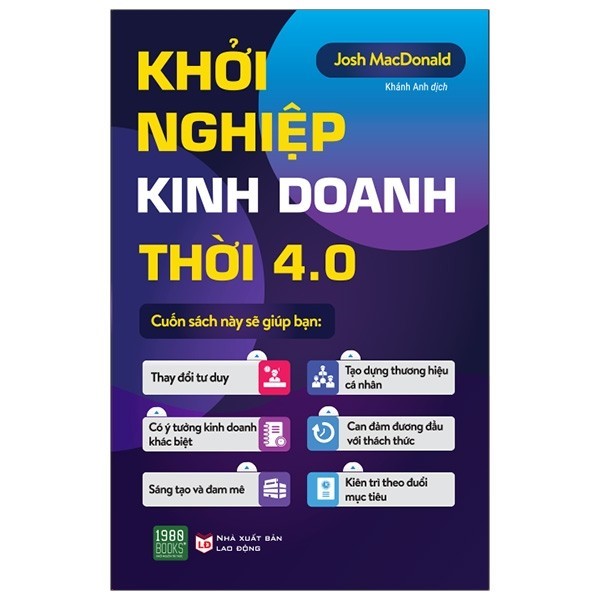 Josh MacDonald
Khánh Anh dịch
KHỞI
NGHIỆP
KINH DOANH
THỜI 4.0
Cuốn sách này sẽ giúp bạn:
Thay đổi tư duy
Tạo dựng thương hiệu
cá nhân
Có ý tưởng kinh doanh
khác biệt
Can đảm đương đầu
với thách thức
Sáng tạo và đam mê
Kiên trì theo đuổi
mục tiêu
1980
BOOKS
LĐ
NHÀ XUẤT BẢN
LAO ĐỘNG